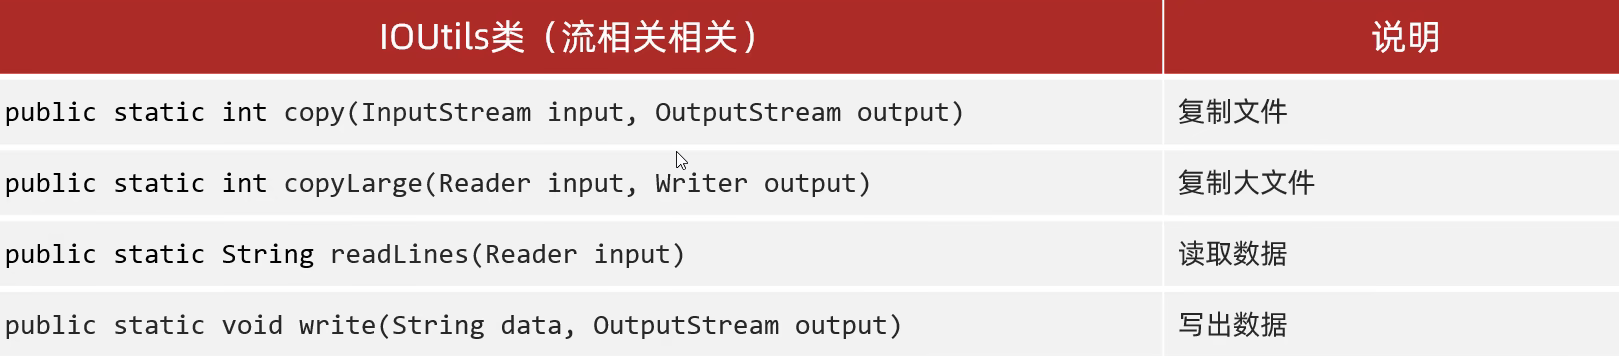 IOUtils类（流相关相关） 说明
public static int copy(InputStream input, OutputStream output) 复制文件
public static int copyLarge(Reader input, Writer output) 复制大文件
public static String readLines(Reader input) 读取数据
public static void write(String data, OutputStream output) 写出数据